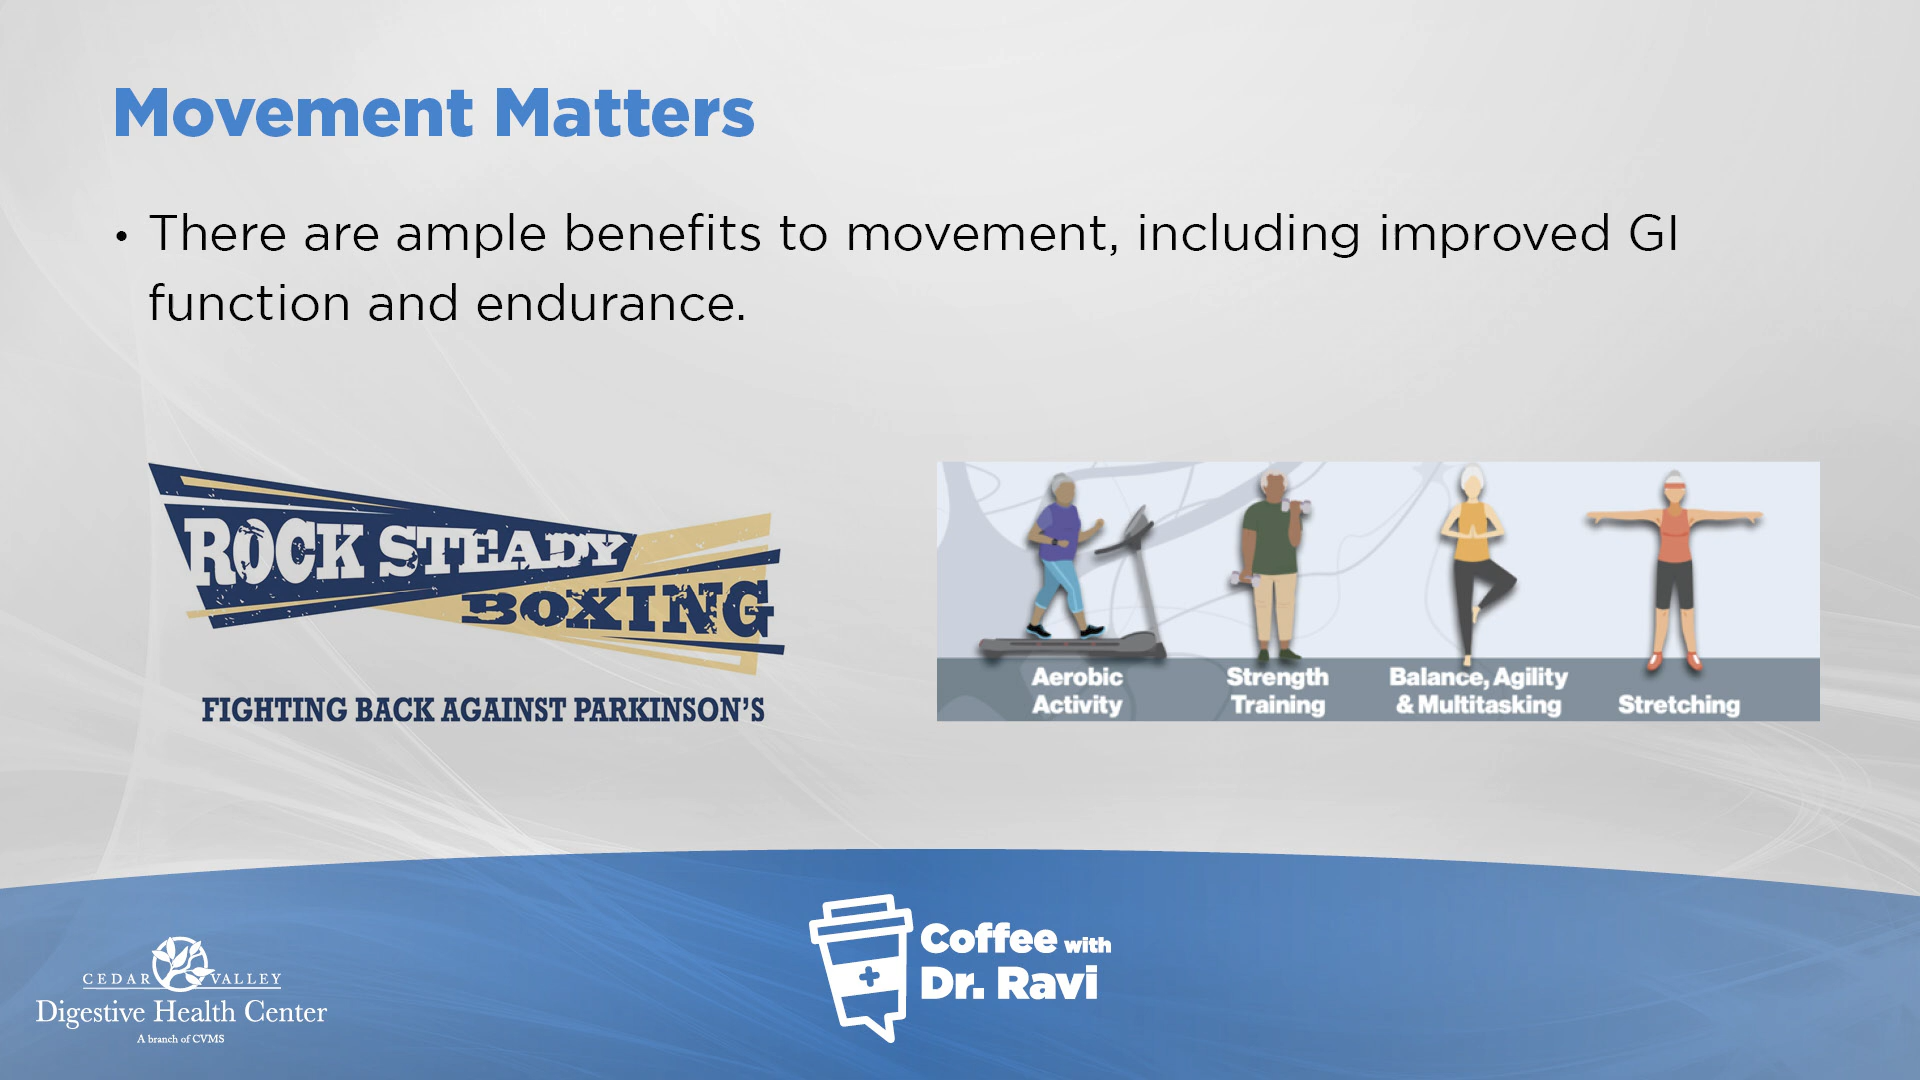 Movement Matters
• There are ample benefits to movement, including improved GI
function and endurance.
ROCK STEADY
BOXING
FIGHTING BACK AGAINST PARKINSON'S
Aerobic
Activity
Strength
Training
Balance, Agility
& Multitasking
Stretching
CEDAR VALLEY
Digestive Health Center
A branch of CVMS
Coffee with
Dr. Ravi